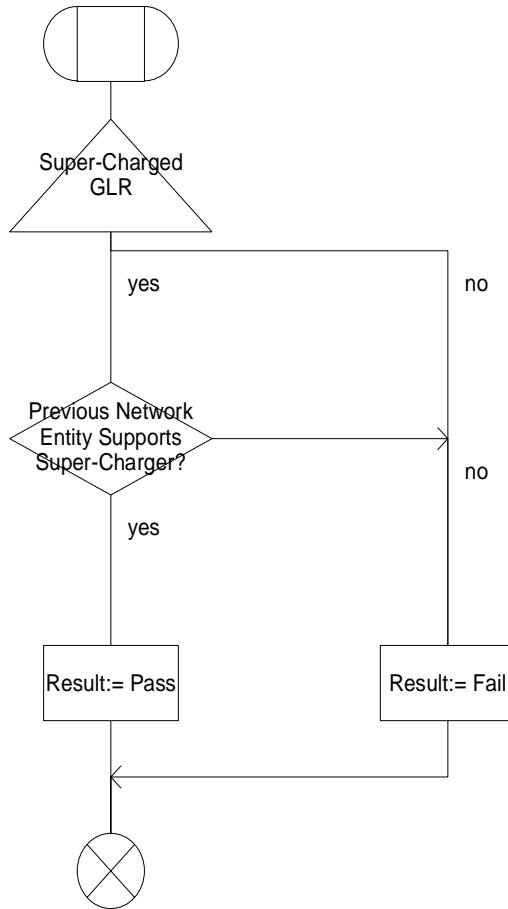 Super-Charged
GLR
yes
no
Previous Network
Entity Supports
Super-Charger?
no
yes
Result:= Pass
Result:= Fail